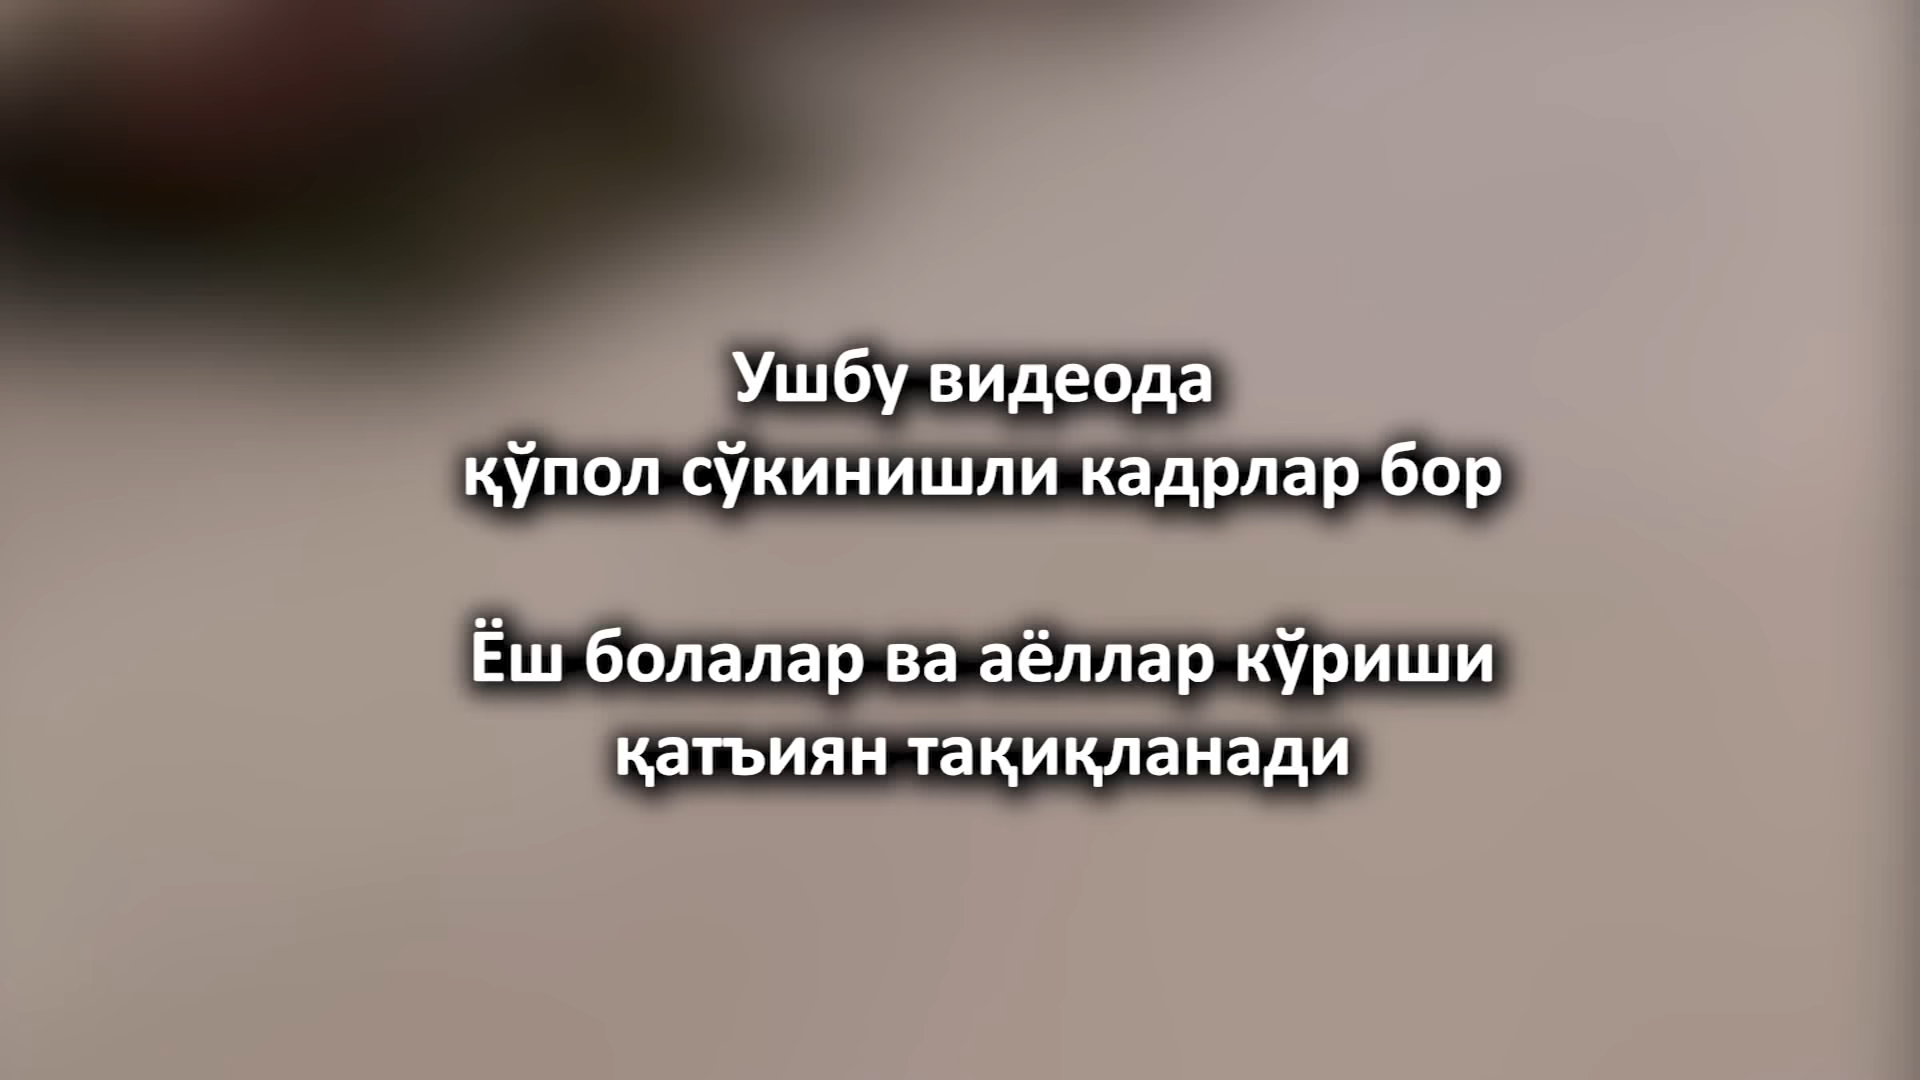 Ушбу видеода
қўпол сўкинишли кадрлар бор
Ёш болалар ва аёллар кўриши
қатъиян тақиқланади